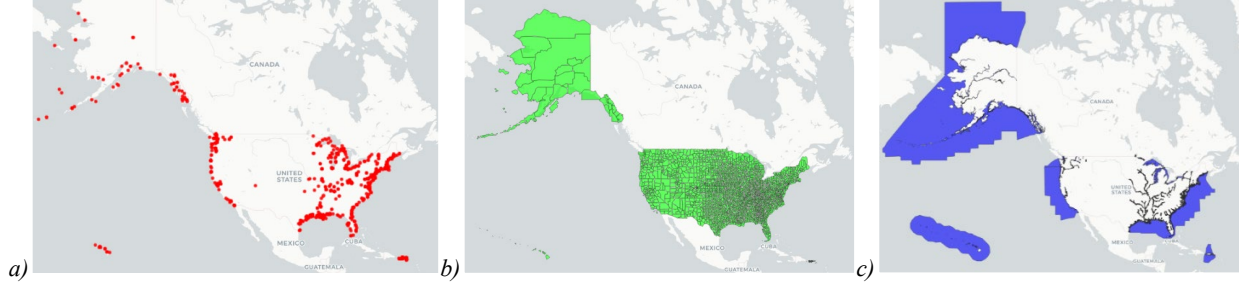 CANADA
UNITED
STATES
MEXICO
CUBA
GUATEMALA
a)
CANADA
MEXICO
CUBA
GUATEMALA
b)
CANADA
UNITED
STATES
MEXICO
CUBA
GUATEMALA
c)